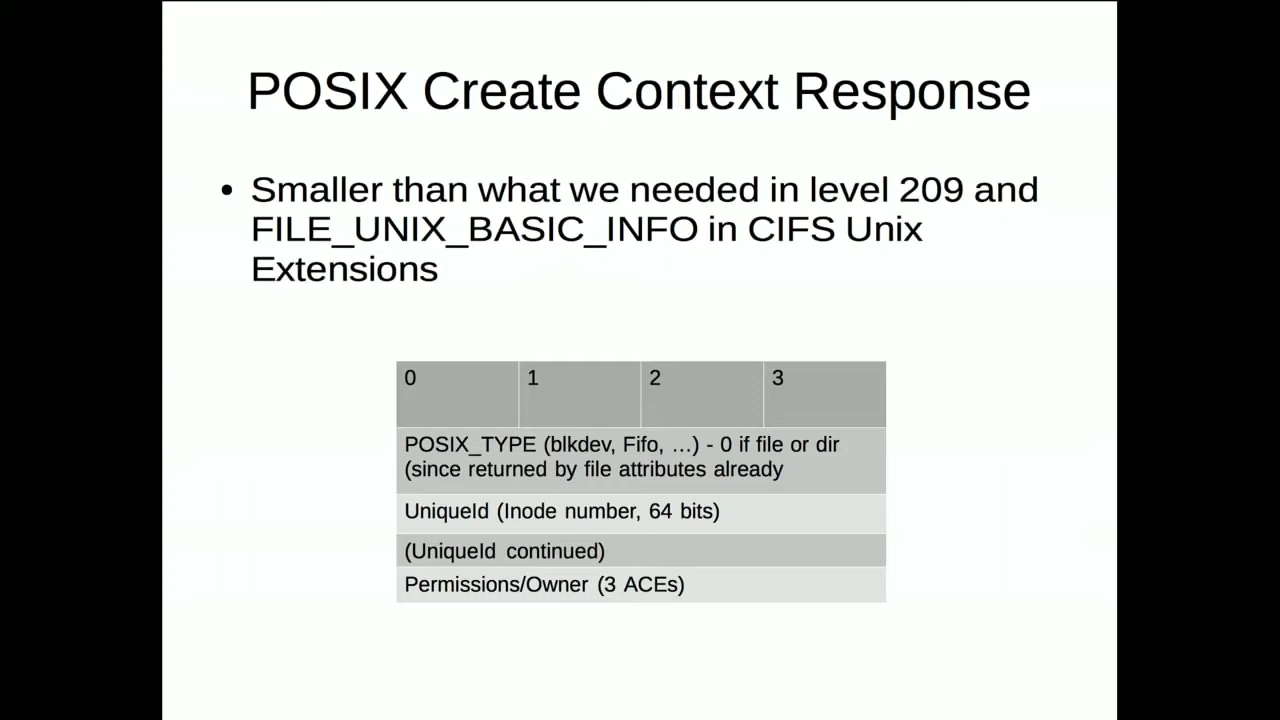 POSIX Create Context Response
• Smaller than what we needed in level 209 and
FILE_UNIX_BASIC_INFO in CIFS Unix
Extensions
0 1 2 3
POSIX_TYPE (blkdev, Fifo, …) - 0 if file or dir
(since returned by file attributes already
UniqueId (Inode number, 64 bits)
(UniqueId continued)
Permissions/Owner (3 ACEs)